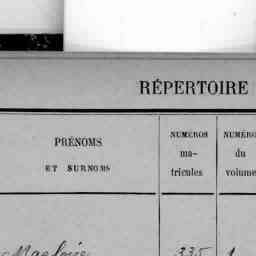 RÉPERTOIRE
PRÉNOMS
ET SURNOMS
NUMÉROS
ma-
tricules
NUMÉRO
du
volume
335 1